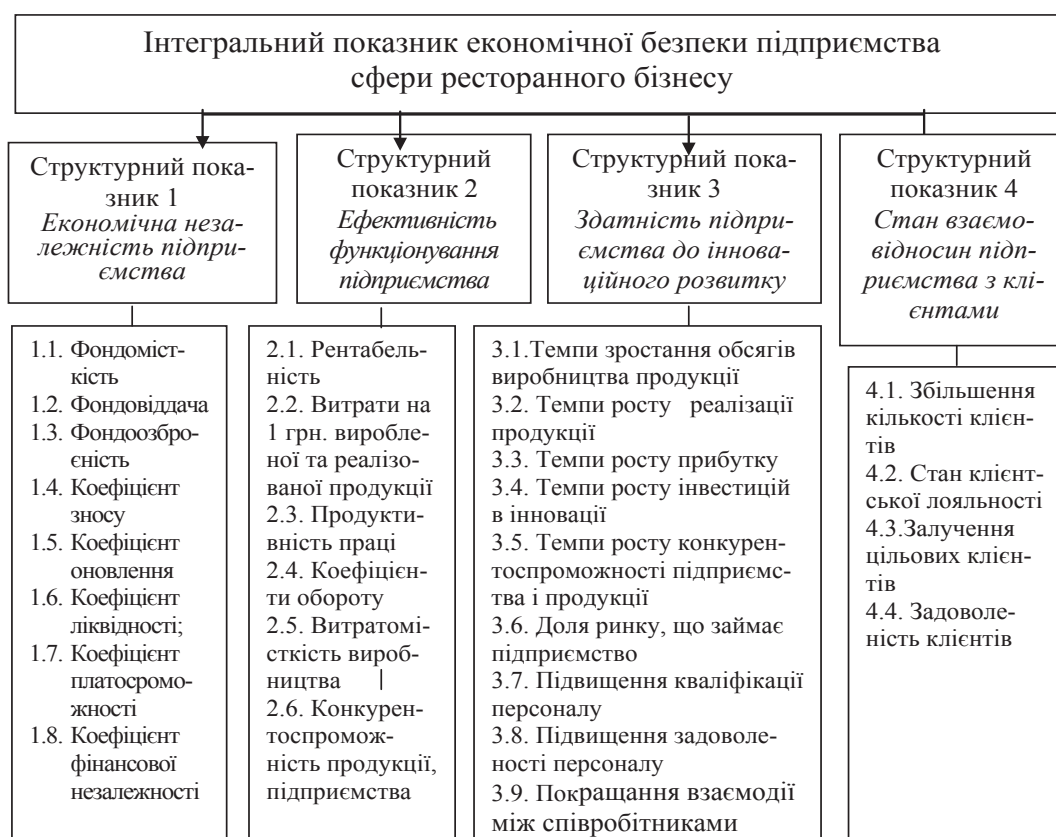 Інтегральний показник економічної безпеки підприємства
сфери ресторанного бізнесу
Структурний пока-
зник 1
Економічна неза-
лежність підпри-
ємства
Структурний
показник 2
Ефективність
функціонування
підприємства
Структурний пока-
зник 3
Здатність підпри-
ємства до іннова-
ційного розвитку
Структурний
показник 4
Стан взаємо-
відносин підп-
риємства з клі-
єнтами
1.1. Фондоміст-
кість
1.2. Фондовіддача
1.3. Фондоозбро-
єність
1.4. Коефіцієнт
зносу
1.5. Коефіцієнт
оновлення
1.6. Коефіцієнт
ліквідності;
1.7. Коефіцієнт
платосромо-
жності
1.8. Коефіцієнт
фінансової
незалежності
2.1. Рентабель-
ність
2.2. Витрати на
1 грн. виробле-
ної та реалізо-
ваної продукції
2.3. Продукти-
вність праці
2.4. Коефіцієн-
ти обороту
2.5. Витратомі-
сткість вироб-
ництва
2.6. Конкурен-
тоспромож-
ність продукції,
підприємства
3.1.Темпи зростання обсягів
виробництва продукції
3.2. Темпи росту реалізації
продукції
3.3. Темпи росту прибутку
3.4. Темпи росту інвестицій
в інновації
3.5. Темпи росту конкурен-
тоспроможності підприємс-
тва і продукції
3.6. Доля ринку, що займає
підприємство
3.7. Підвищення кваліфікації
персоналу
3.8. Підвищення задоволе-
ності персоналу
3.9. Покращання взаємодії
між співробітниками
4.1. Збільшення
кількості клієн-
тів
4.2. Стан клієнт-
ської лояльності
4.3.Залучення
цільових клієн-
тів
4.4. Задоволе-
ність клієнтів